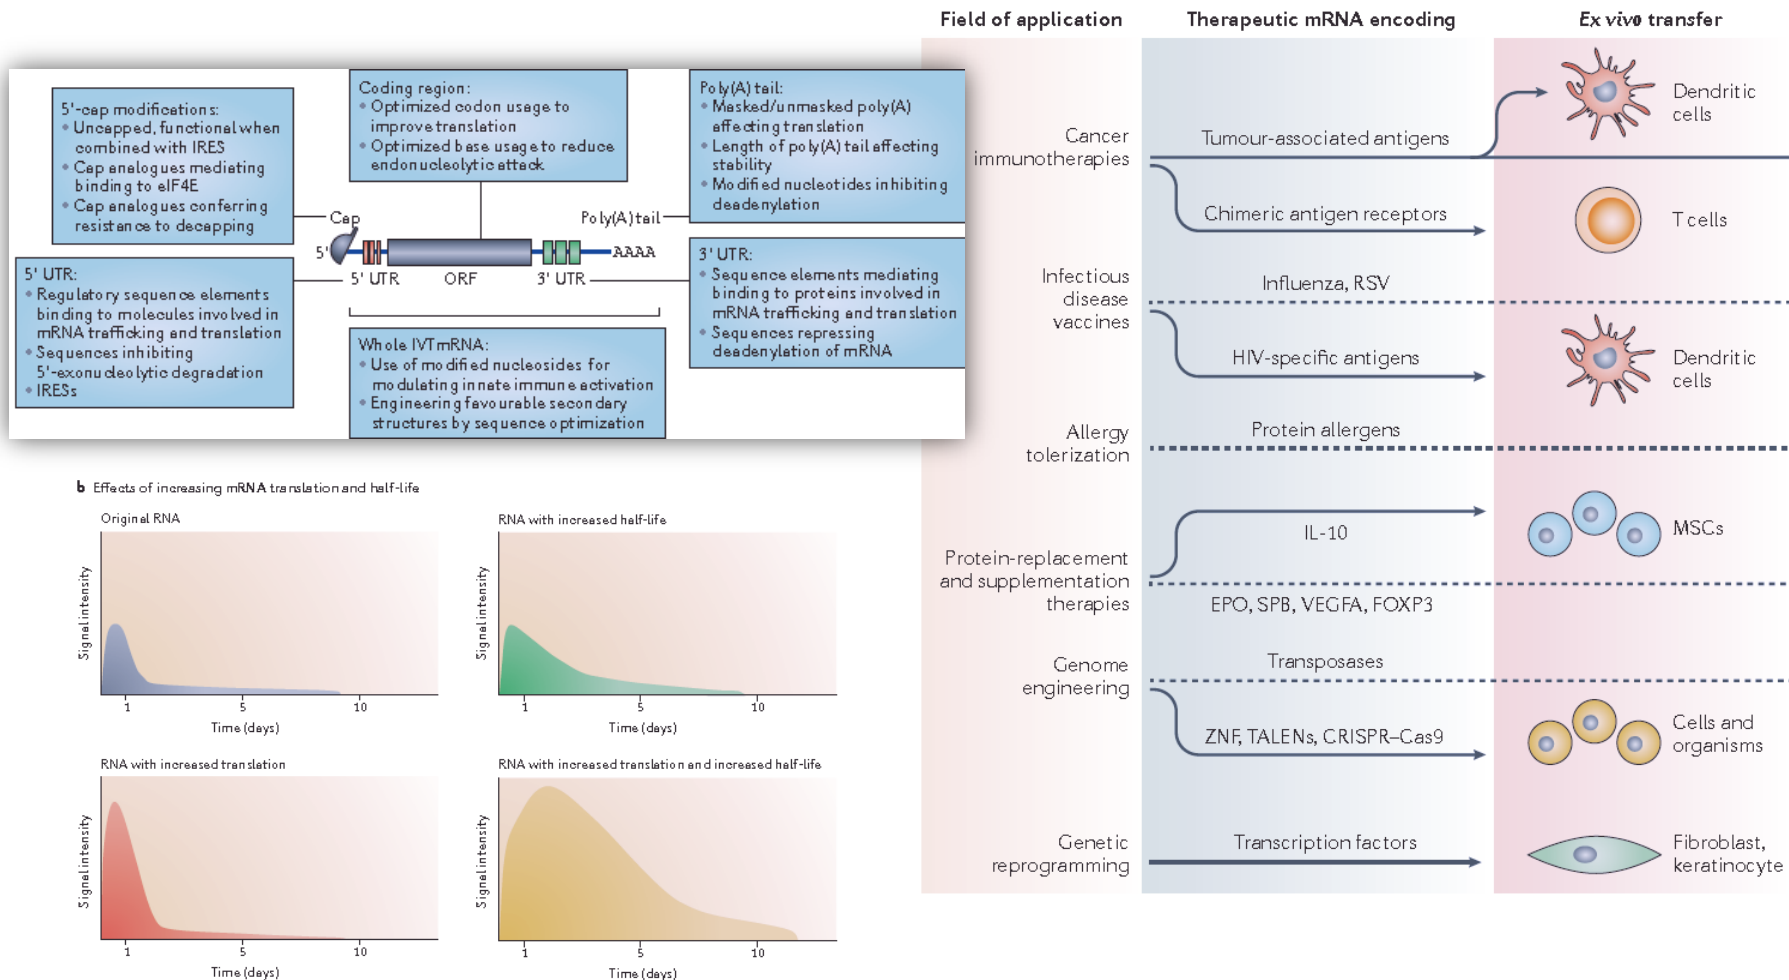 5'-cap modifications:
• Uncapped, functional when
combined with IRES
• Cap analogues mediating
binding to eIF4E
• Cap analogues conferring
resistance to decapping
Coding region:
• Optimized codon usage to
improve translation
• Optimized base usage to reduce
endonucleolytic attack
Poly(A) tail:
• Masked/unmasked poly(A)
affecting translation
• Length of poly(A) tail affecting
stability
• Modified nucleotides inhibiting
deadenylation
Cap
Poly(A) tail
5'
AAAA
5' UTR
ORF
3' UTR
5' UTR:
• Regulatory sequence elements
binding to molecules involved in
mRNA trafficking and translation
• Sequences inhibiting
5'-exonucleolytic degradation
• IRESs
Whole IVT mRNA:
• Use of modified nucleosides for
modulating innate immune activation
• Engineering favourable secondary
structures by sequence optimization
3' UTR:
• Sequence elements mediating
binding to proteins involved in
mRNA trafficking and translation
• Sequences repressing
deadenylation of mRNA
b Effects of increasing mRNA translation and half-life
Original RNA
Signal intensity
1 5 10
Time (days)
RNA with increased half-life
Signal intensity
1 5 10
Time (days)
RNA with increased translation
Signal intensity
1 5 10
Time (days)
RNA with increased translation and increased half-life
Signal intensity
1 5 10
Time (days)
Field of application
Therapeutic mRNA encoding
Ex vivo transfer
Cancer
immunotherapies
Tumour-associated antigens
Dendritic
cells
Chimeric antigen receptors
T cells
Infectious
disease
vaccines
Influenza, RSV
HIV-specific antigens
Dendritic
cells
Allergy
tolerization
Protein allergens
Protein-replacement
and supplementation
therapies
IL-10
MSCs
EPO, SPB, VEGFA, FOXP3
Genome
engineering
Transposases
ZNF, TALENs, CRISPR–Cas9
Cells and
organisms
Genetic
reprogramming
Transcription factors
Fibroblast,
keratinocyte